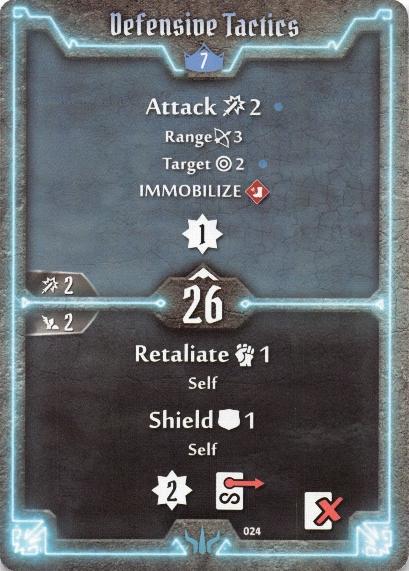 Defensive Tactics
7
Attack 2
Range 3
Target 2
IMMOBILIZE
1
2
26
2
Retaliate 1
Self
Shield 1
Self
2
024